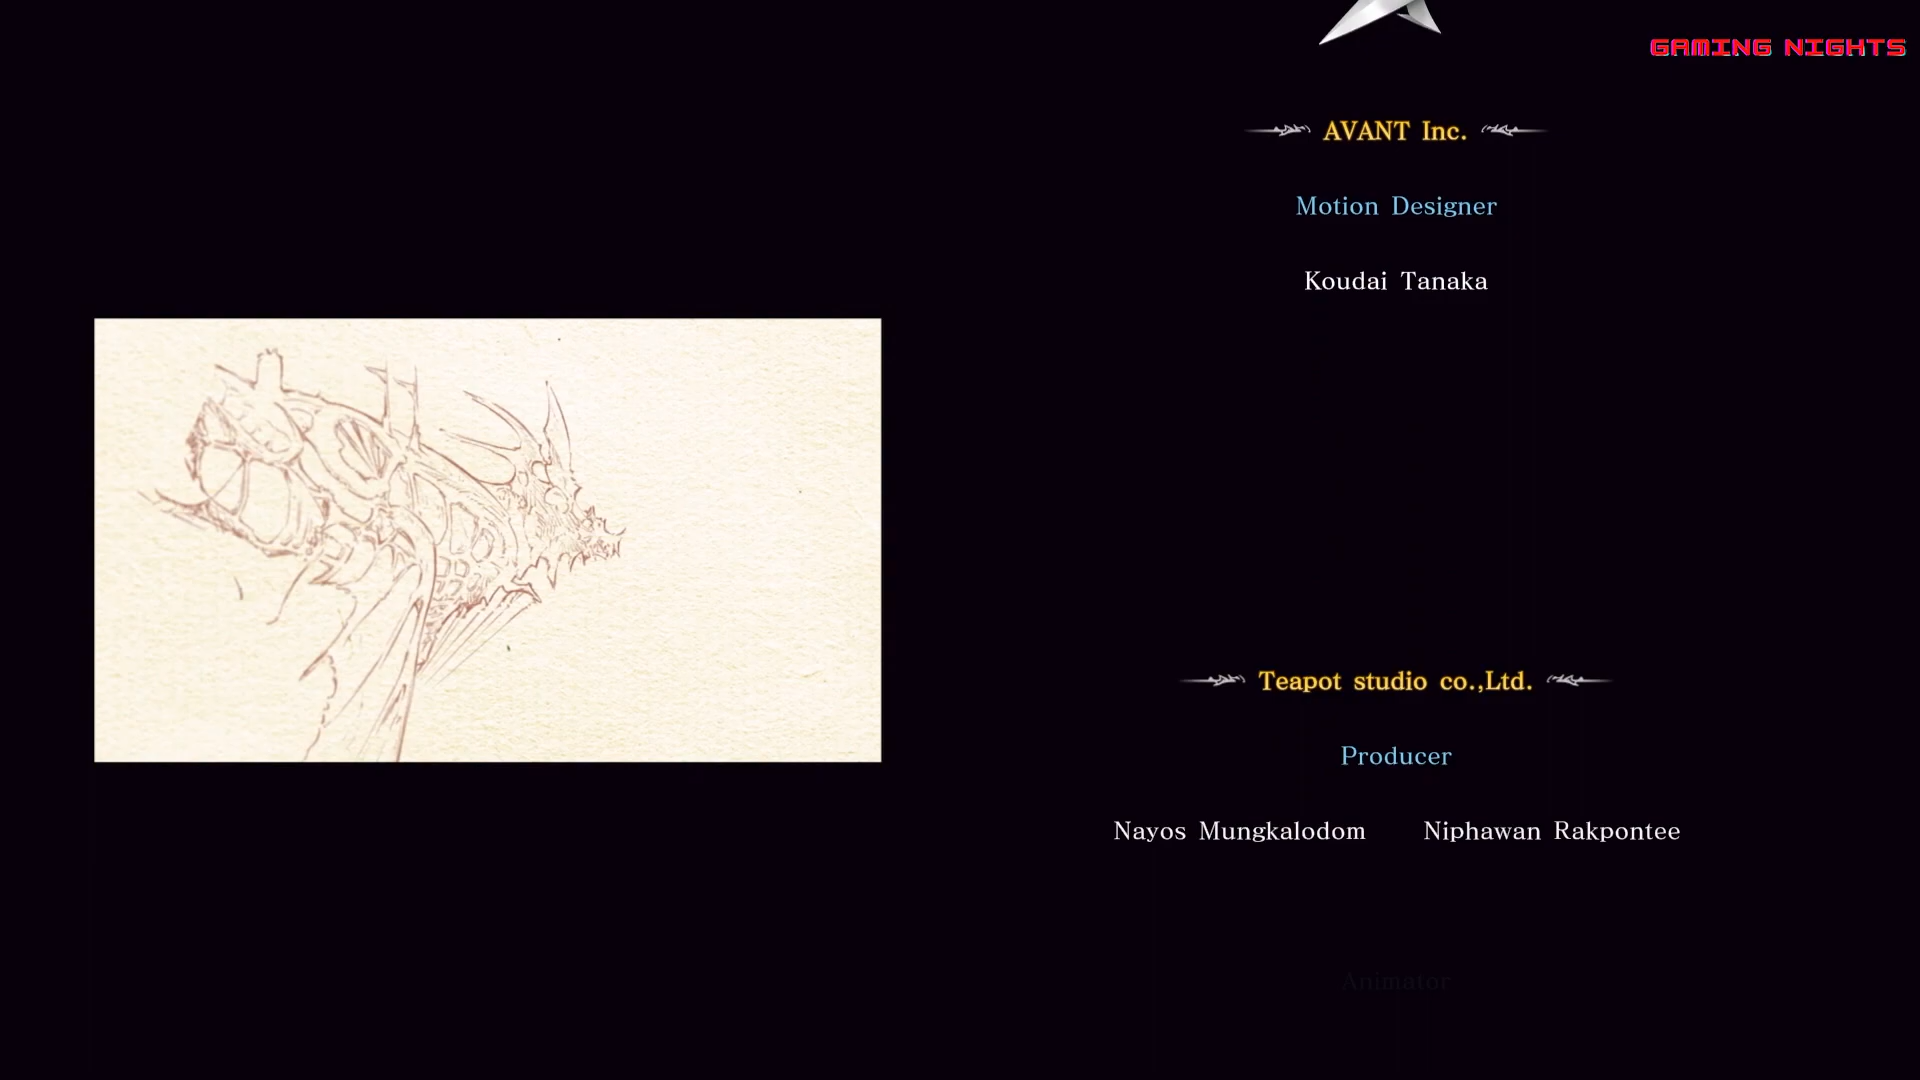 GAMING NIGHTS
AVANT Inc.
Motion Designer
Koudai Tanaka
Teapot studio co.,Ltd.
Producer
Nayos Mungkalodom Niphawan Rakpontee
Animator